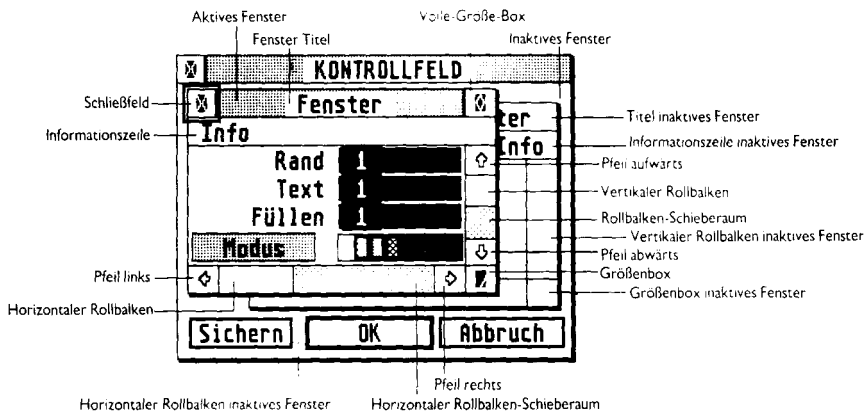 Aktives Fenster
Volle-Große-Box
Fenster Titel
Inaktives Fenster
KONTROLLFELD
Schließfeld
Fenster
ter
Titel inaktives Fenster
Informationszeile
Info
Info
Informationszeile inaktives Fenster
Rand 1
Pfeil aufwärts
Text 1
Vertikaler Rollbalken
Füllen 1
Rollbalken-Schieberaum
Vertikaler Rollbalken inaktives Fenster
Modus
Pfeil abwärts
Pfeil links
Größenbox
Größenbox inaktives Fenster
Horizontaler Rollbalken
Sichern
OK
Abbruch
Pfeil rechts
Horizontaler Rollbalken inaktives Fenster
Horizontaler Rollbalken-Schieberaum